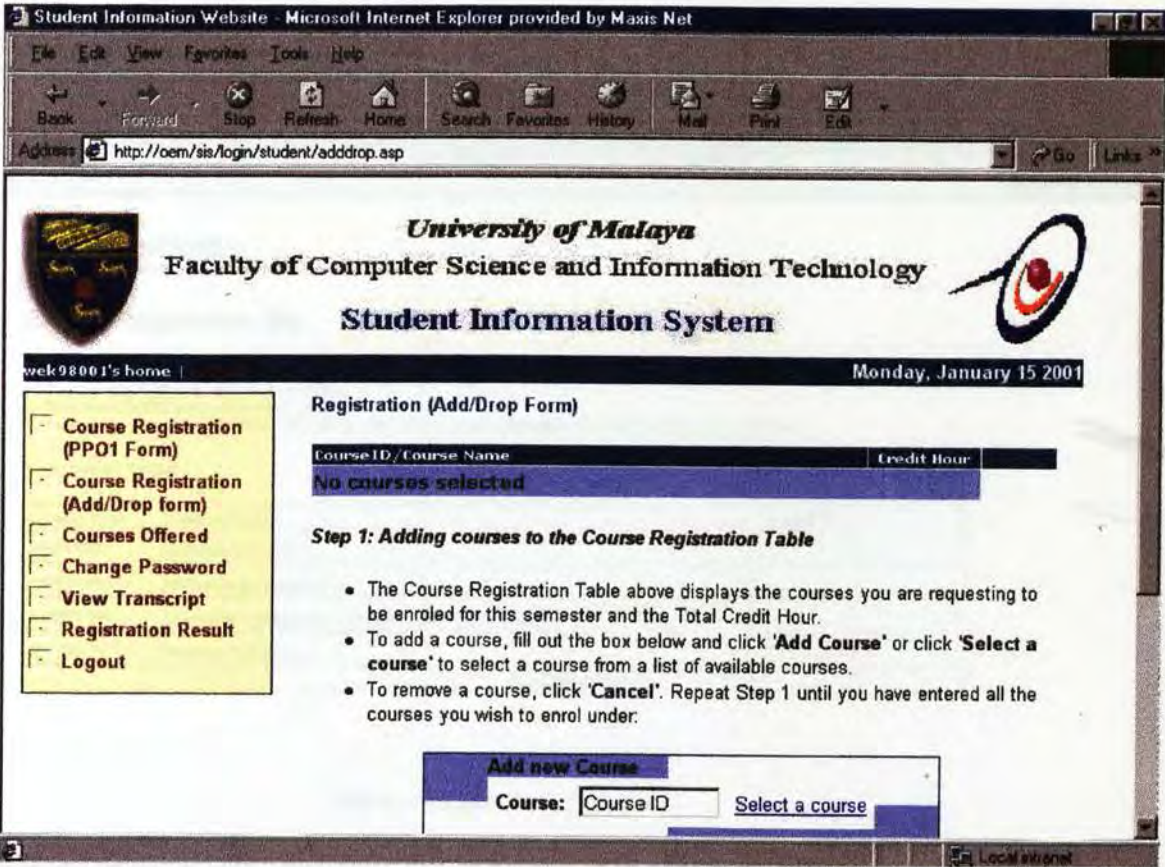 Student Information Website - Microsoft Internet Explorer provided by Maxis Net
File Edit View Favorites Tools Help
Back Forward Stop Refresh Home Search Favorites History Mail Print Edit
Address http://oem/sis/login/student/adddrop.asp Go Links »
University of Malaya
Faculty of Computer Science and Information Technology
Student Information System
wek98001's home | Monday, January 15 2001
Course Registration
(PPO1 Form)
Course Registration
(Add/Drop form)
Courses Offered
Change Password
View Transcript
Registration Result
Logout
Registration (Add/Drop Form)
Course ID/Course Name Credit Hour
No courses selected
Step 1: Adding courses to the Course Registration Table
• The Course Registration Table above displays the courses you are requesting to
be enroled for this semester and the Total Credit Hour.
• To add a course, fill out the box below and click 'Add Course' or click 'Select a
course' to select a course from a list of available courses.
• To remove a course, click 'Cancel'. Repeat Step 1 until you have entered all the
courses you wish to enrol under:
Add new Course
Course: Course ID Select a course
Local intranet